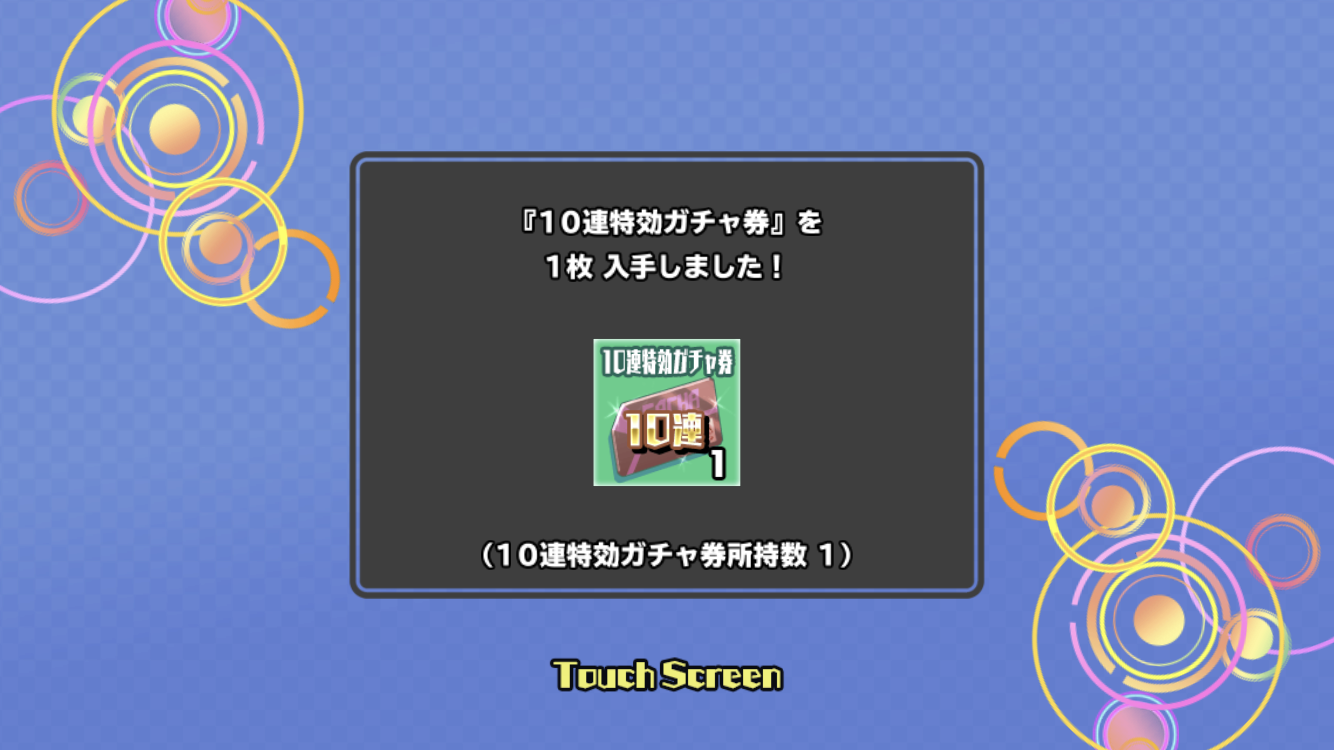 『１０連特効ガチャ券』を
１枚 入手しました！
10連特効ガチャ券
10連
1
（１０連特効ガチャ券所持数 １）
Touch Screen